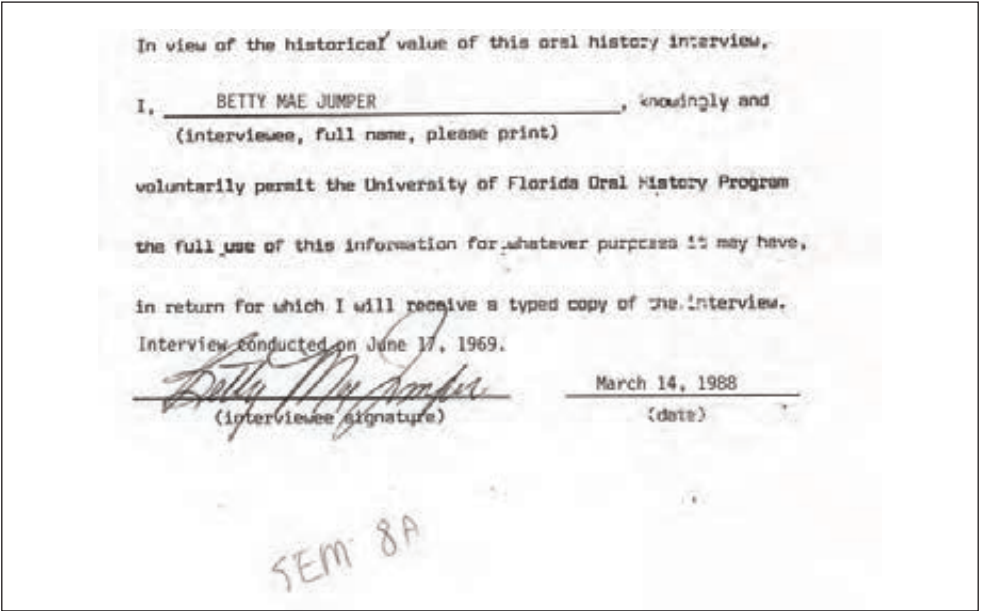 In view of the historical value of this oral history interview,
I, BETTY MAE JUMPER, knowingly and
(interviewee, full name, please print)
voluntarily permit the University of Florida Oral History Program
the full use of this information for whatever purposes it may have,
in return for which I will receive a typed copy of the interview.
Interview conducted on June 17, 1969.
Betty Mae Jumper March 14, 1988
(interviewee signature) (date)
SEM 8A